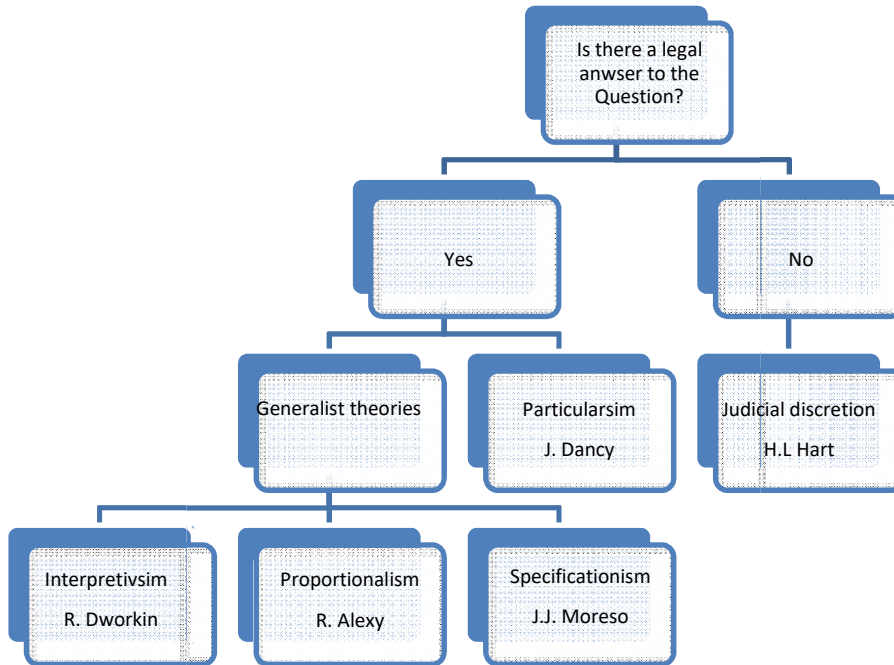 Is there a legal
anwser to the
Question?
Yes
No
Generalist theories
Particularsim
J. Dancy
Judicial discretion
H.L Hart
Interpretivsim
R. Dworkin
Proportionalism
R. Alexy
Specificationism
J.J. Moreso